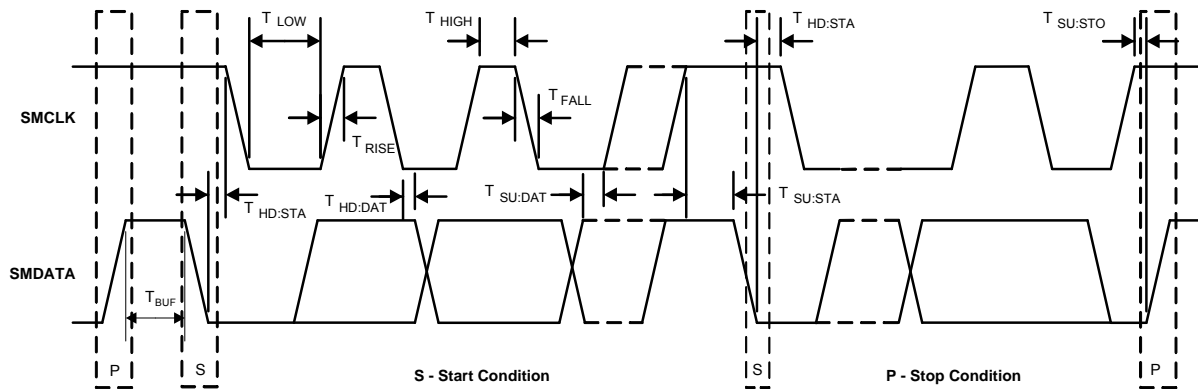 T LOW
T HIGH
T HD:STA
T SU:STO
SMCLK
T FALL
T RISE
T HD:STA
T HD:DAT
T SU:DAT
T SU:STA
SMDATA
T BUF
P
S
S - Start Condition
S
P - Stop Condition
P